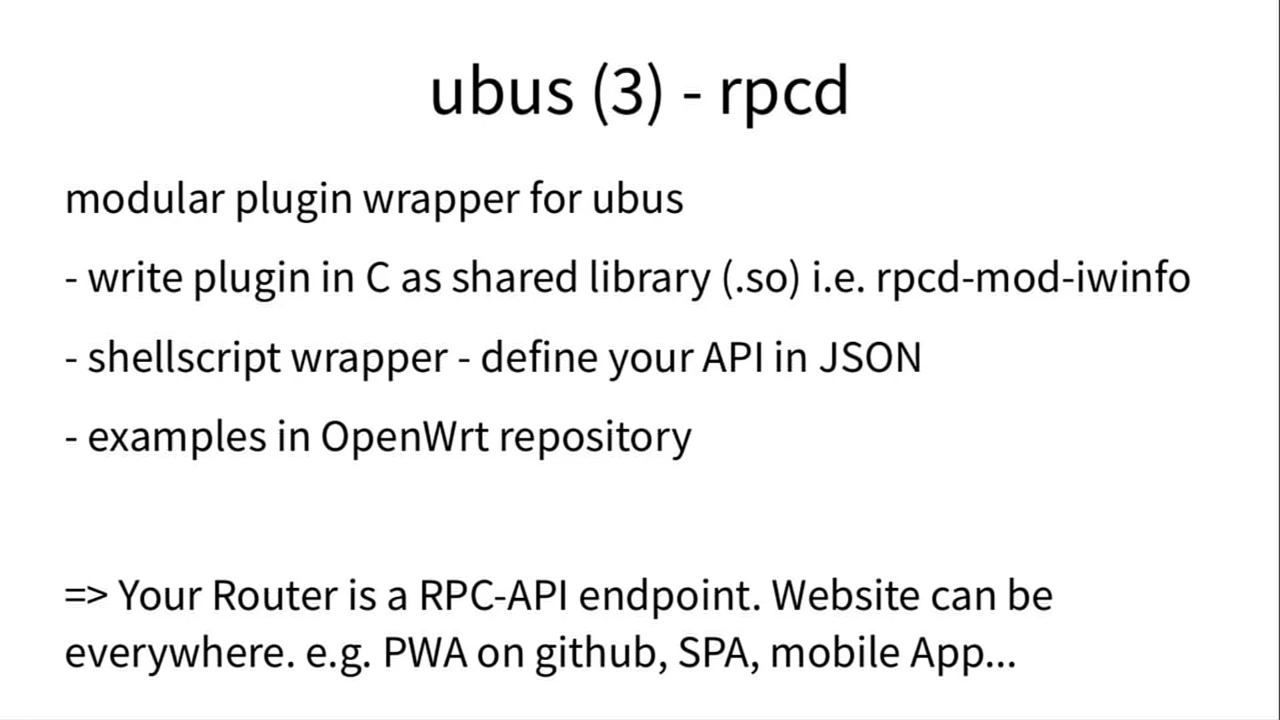 ubus (3) - rpcd
modular plugin wrapper for ubus
- write plugin in C as shared library (.so) i.e. rpcd-mod-iwinfo
- shellscript wrapper - define your API in JSON
- examples in OpenWrt repository
=> Your Router is a RPC-API endpoint. Website can be
everywhere. e.g. PWA on github, SPA, mobile App...